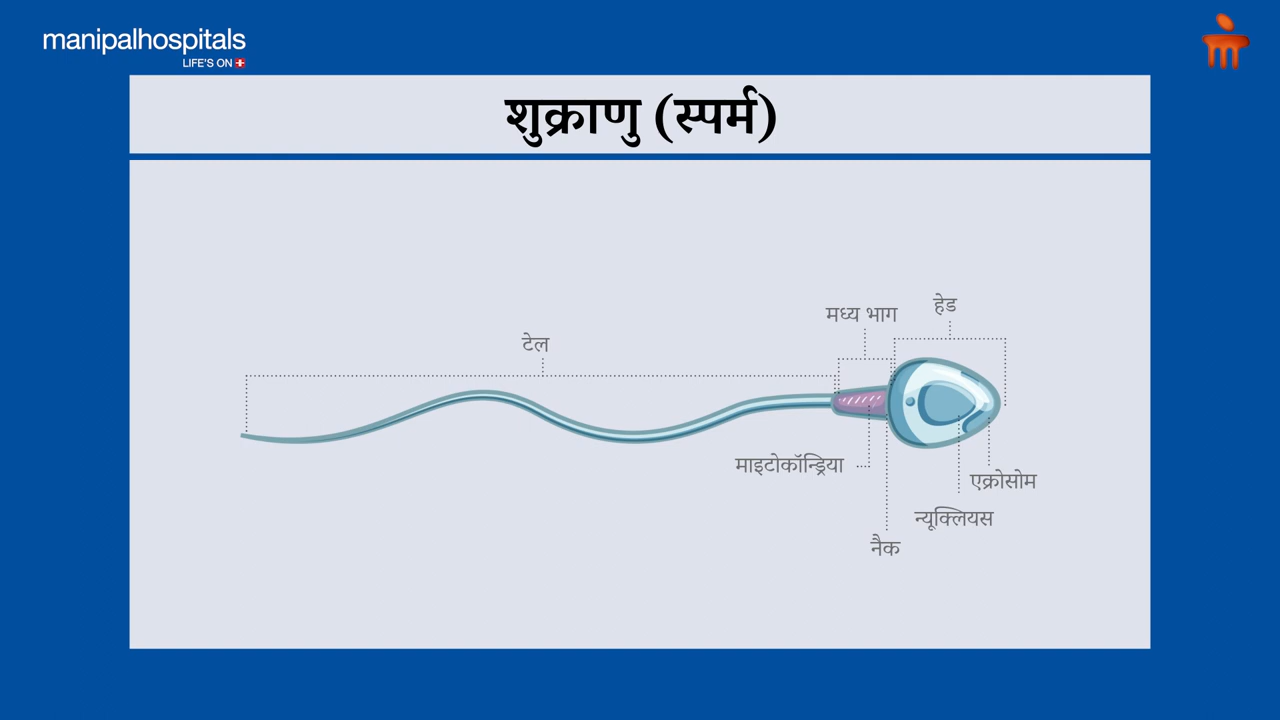 manipalhospitals
LIFE'S ON
शुक्राणु (स्पर्म)
हेड
मध्य भाग
टेल
माइटोकॉन्ड्रिया
एक्रोसोम
न्यूक्लियस
नैक